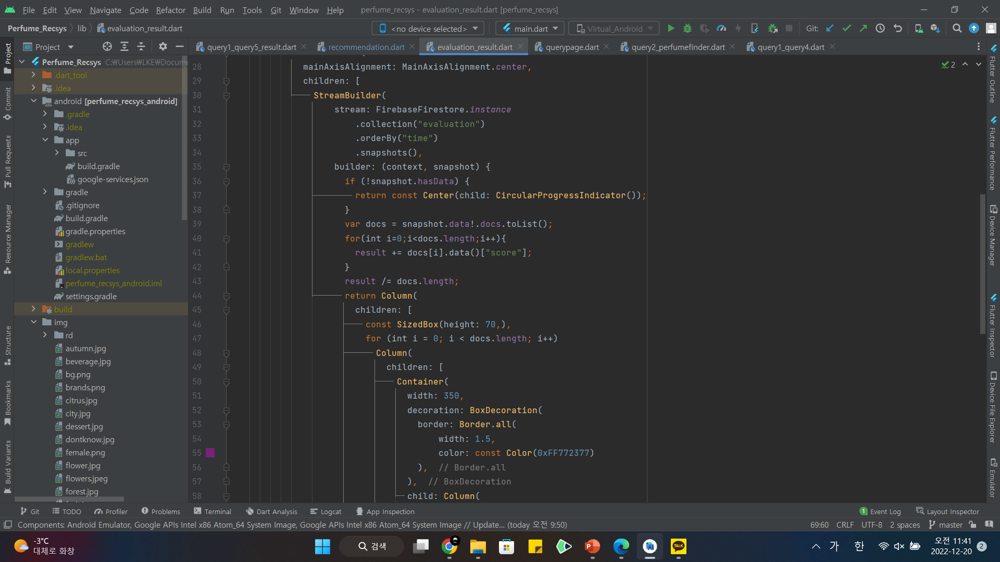 File Edit View Navigate Code Refactor Build Run Tools Git Window Help perfume_recsys - evaluation_result.dart [perfume_recsys]
Perfume_Recsys lib evaluation_result.dart <no device selected> main.dart Virtual_Android Git:
Project
query1_query5_result.dart recommendation.dart evaluation_result.dart querypage.dart query2_perfumefinder.dart query1_query4.dart
Project
Commit
Pull Requests
Resource Manager
Structure
Bookmarks
Build Variants
Perfume_Recsys C:₩Users₩LKE₩Docume
.dart_tool
.idea
android [perfume_recsys_android]
.gradle
.idea
app
src
build.gradle
google-services.json
gradle
.gitignore
build.gradle
gradle.properties
gradlew
gradlew.bat
local.properties
perfume_recsys_android.iml
settings.gradle
build
img
rd
autumn.jpg
beverage.jpg
bg.png
brands.png
citrus.jpg
city.jpg
dessert.jpg
dontknow.jpg
female.png
flower.jpg
flowers.jpeg
forest.jpg
2
28 mainAxisAlignment: MainAxisAlignment.center,
29 children: [
30 StreamBuilder(
31 stream: FirebaseFirestore.instance
32 .collection("evaluation")
33 .orderBy("time")
34 .snapshots(),
35 builder: (context, snapshot) {
36 if (!snapshot.hasData) {
37 return const Center(child: CircularProgressIndicator());
38 }
39 var docs = snapshot.data!.docs.toList();
40 for(int i=0;i<docs.length;i++){
41 result += docs[i].data()["score"];
42 }
43 result /= docs.length;
44 return Column(
45 children: [
46 const SizedBox(height: 70,),
47 for (int i = 0; i < docs.length; i++)
48 Column(
49 children: [
50 Container(
51 width: 350,
52 decoration: BoxDecoration(
53 border: Border.all(
54 width: 1.5,
55 color: const Color(0xFF772377)
56 ), // Border.all
57 ), // BoxDecoration
58 child: Column(
Flutter Outline
Flutter Performance
Device Manager
Flutter Inspector
Device File Explorer
Emulator
Git TODO Profiler Problems Terminal Dart Analysis Logcat App Inspection 1 Event Log Layout Inspector
Components: Android Emulator, Google APIs Intel x86 Atom_64 System Image, Google APIs Intel x86 Atom_64 System Image // Update... (today 오전 9:50) 69:60 CRLF UTF-8 2 spaces master
-3°C
대체로 화창
검색
TALK
가 한
오전 11:41
2022-12-20
2